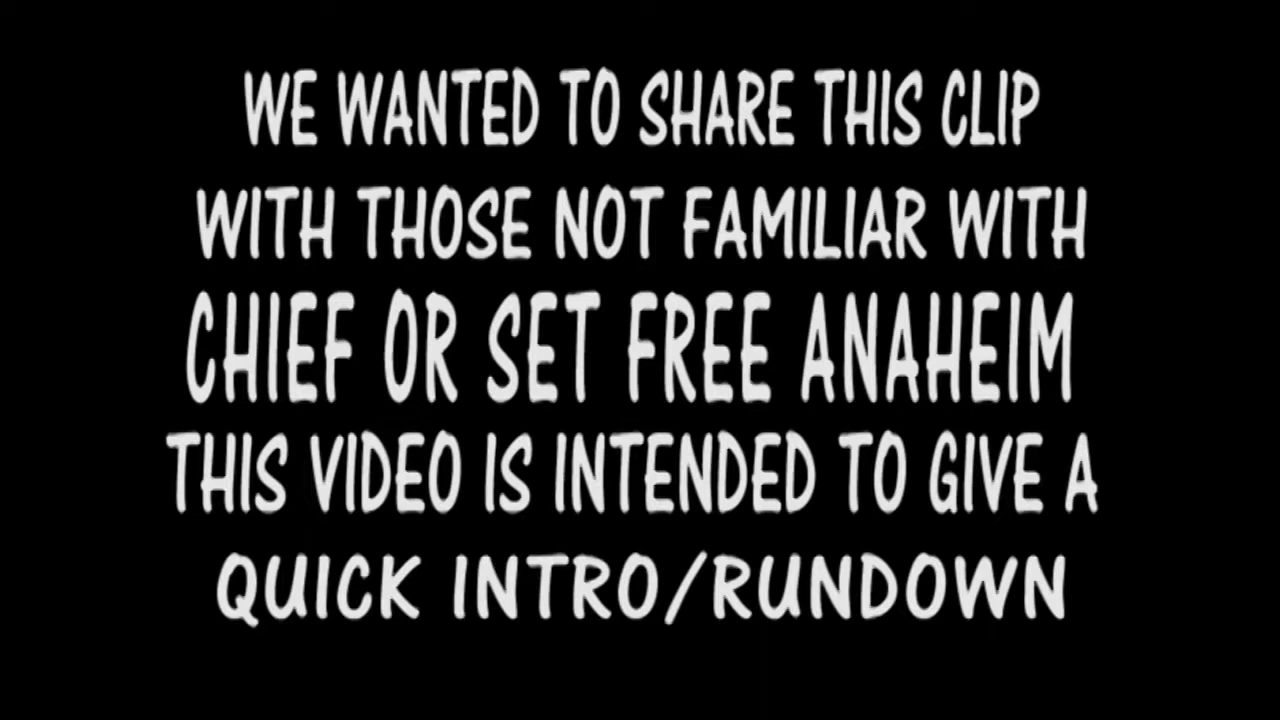 WE WANTED TO SHARE THIS CLIP
WITH THOSE NOT FAMILIAR WITH
CHIEF OR SET FREE ANAHEIM
THIS VIDEO IS INTENDED TO GIVE A
QUICK INTRO/RUNDOWN